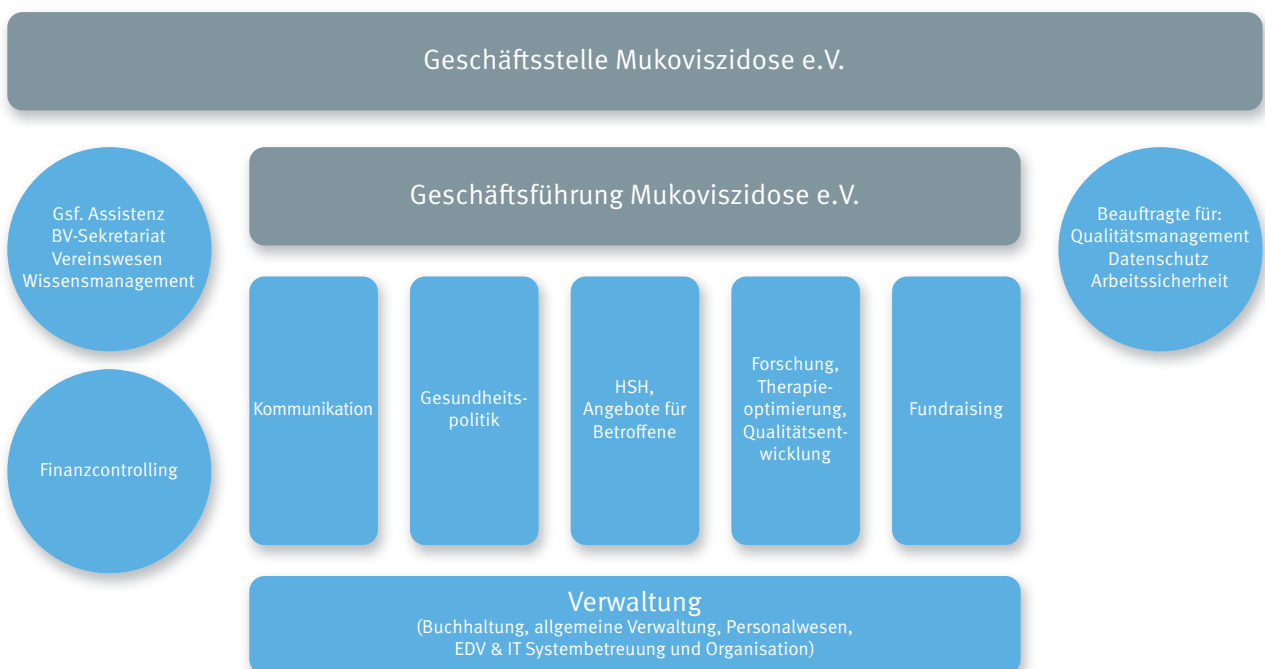 Geschäftsstelle Mukoviszidose e.V.
Geschäftsführung Mukoviszidose e.V.
Gsf. Assistenz
BV-Sekretariat
Vereinswesen
Wissensmanagement
Beauftragte für:
Qualitätsmanagement
Datenschutz
Arbeitssicherheit
Finanzcontrolling
Kommunikation
Gesundheits-
politik
HSH,
Angebote für
Betroffene
Forschung,
Therapie-
optimierung,
Qualitätsent-
wicklung
Fundraising
Verwaltung
(Buchhaltung, allgemeine Verwaltung, Personalwesen,
EDV & IT Systembetreuung und Organisation)